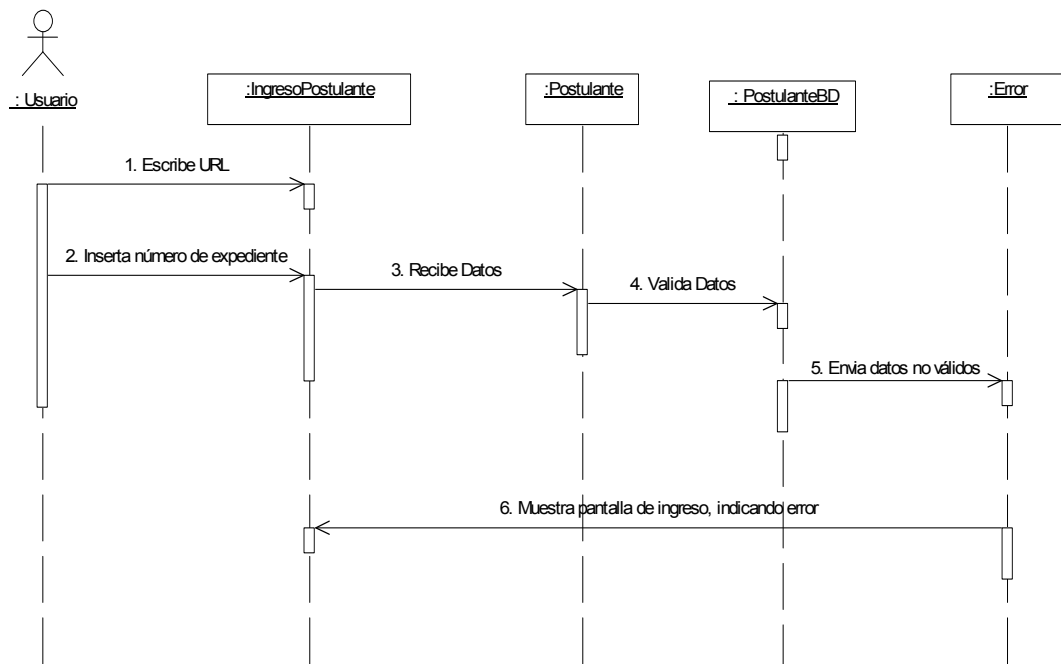 : Usuario
:IngresoPostulante
:Postulante
: PostulanteBD
:Error
1. Escribe URL
2. Inserta número de expediente
3. Recibe Datos
4. Valida Datos
5. Envia datos no válidos
6. Muestra pantalla de ingreso, indicando error